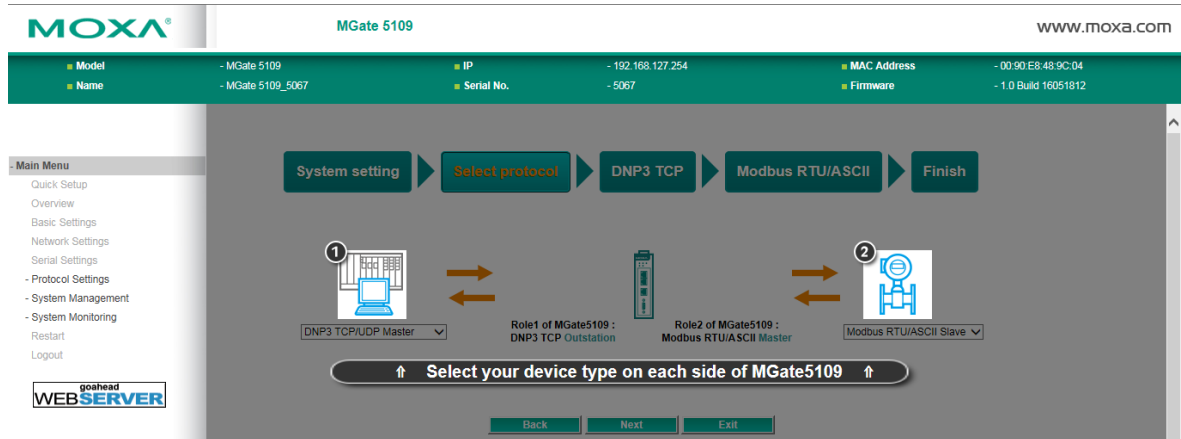 MOXA®
MGate 5109
www.moxa.com
Model - MGate 5109 IP - 192.168.127.254 MAC Address - 00:90:E8:48:9C:04
Name - MGate 5109_5067 Serial No. - 5067 Firmware - 1.0 Build 16051812
- Main Menu
Quick Setup
Overview
Basic Settings
Network Settings
Serial Settings
- Protocol Settings
- System Management
- System Monitoring
Restart
Logout
goahead
WEBSERVER
System setting Select protocol DNP3 TCP Modbus RTU/ASCII Finish
1 2
DNP3 TCP/UDP Master
Role1 of MGate5109 :
DNP3 TCP Outstation
Role2 of MGate5109 :
Modbus RTU/ASCII Master
Modbus RTU/ASCII Slave
⇑ Select your device type on each side of MGate5109 ⇑
Back Next Exit